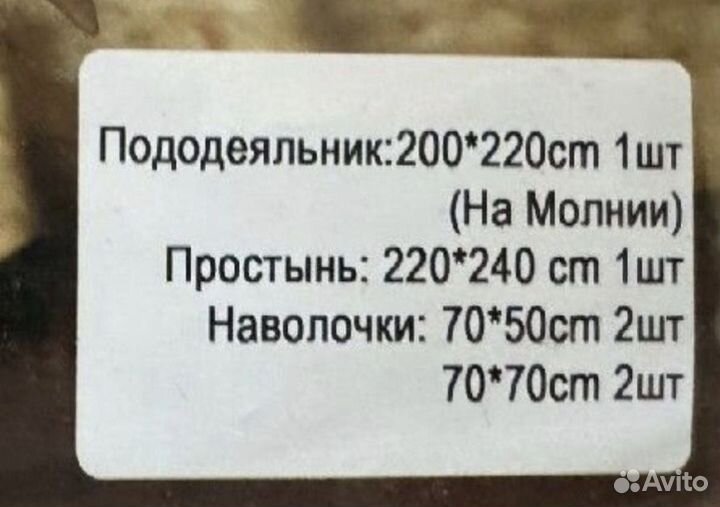 Пододеяльник:200*220cm 1шт
(На Молнии)
Простынь: 220*240 cm 1шт
Наволочки: 70*50cm 2шт
70*70cm 2шт
Avito